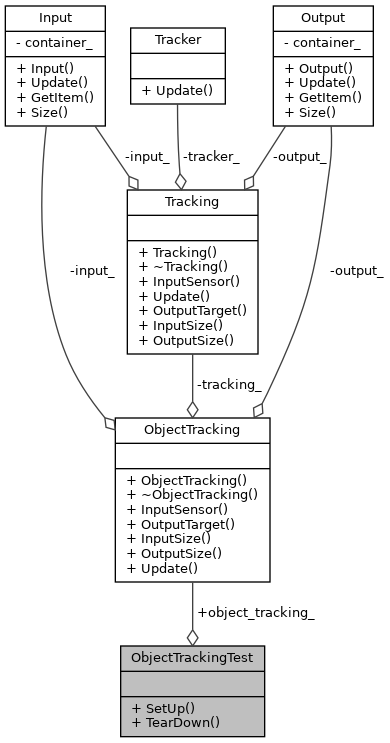 Input
- container_
+ Input()
+ Update()
+ GetItem()
+ Size()
Tracker
+ Update()
Output
- container_
+ Output()
+ Update()
+ GetItem()
+ Size()
-input_
-tracker_
-output_
Tracking
+ Tracking()
+ ~Tracking()
+ InputSensor()
+ Update()
+ OutputTarget()
+ InputSize()
+ OutputSize()
-input_
-output_
-tracking_
ObjectTracking
+ ObjectTracking()
+ ~ObjectTracking()
+ InputSensor()
+ OutputTarget()
+ InputSize()
+ OutputSize()
+ Update()
+object_tracking_
ObjectTrackingTest
+ SetUp()
+ TearDown()